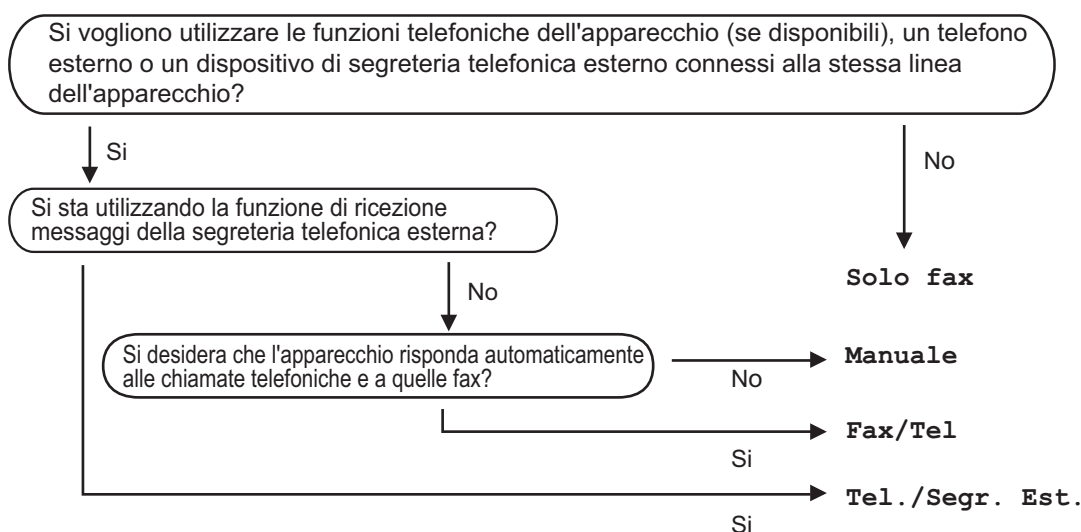 Si vogliono utilizzare le funzioni telefoniche dell'apparecchio (se disponibili), un telefono
esterno o un dispositivo di segreteria telefonica esterno connessi alla stessa linea
dell'apparecchio?
Si
No
Si sta utilizzando la funzione di ricezione
messaggi della segreteria telefonica esterna?
Solo fax
No
Si desidera che l'apparecchio risponda automaticamente
alle chiamate telefoniche e a quelle fax?
Manuale
No
Fax/Tel
Si
Tel./Segr. Est.
Si